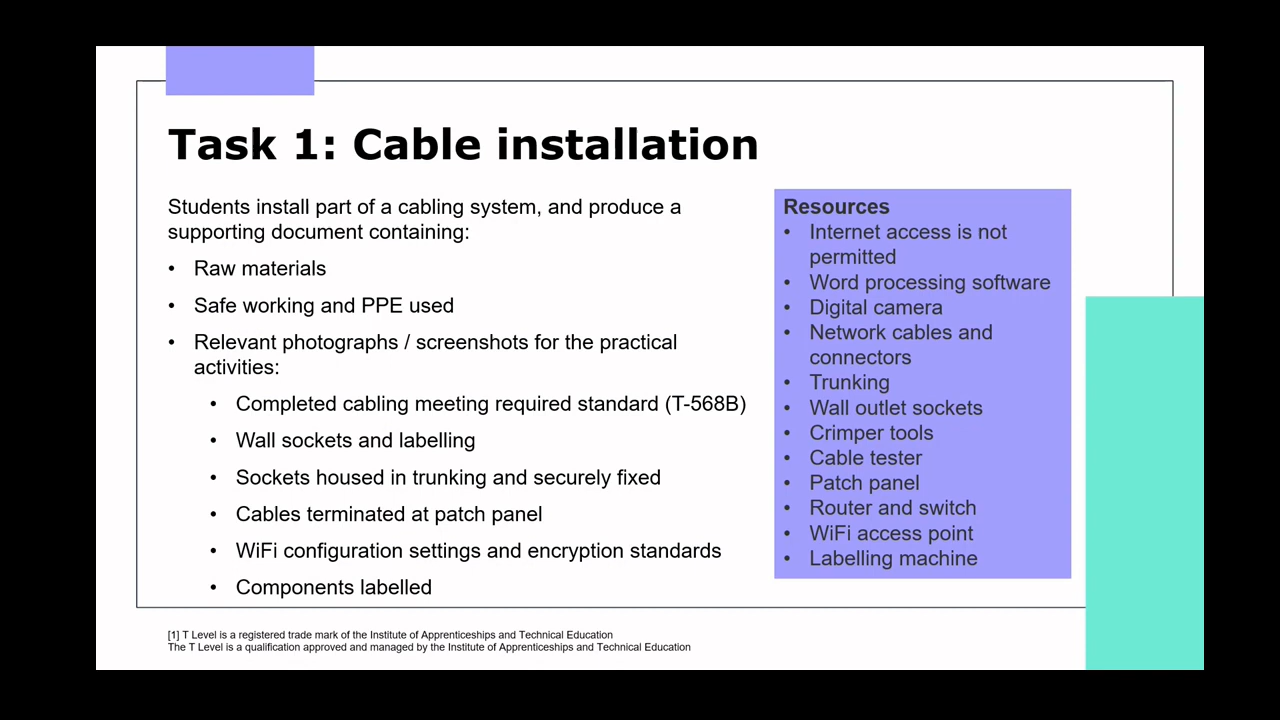 Task 1: Cable installation
Students install part of a cabling system, and produce a
supporting document containing:
• Raw materials
• Safe working and PPE used
• Relevant photographs / screenshots for the practical
activities:
• Completed cabling meeting required standard (T-568B)
• Wall sockets and labelling
• Sockets housed in trunking and securely fixed
• Cables terminated at patch panel
• WiFi configuration settings and encryption standards
• Components labelled
Resources
• Internet access is not
permitted
• Word processing software
• Digital camera
• Network cables and
connectors
• Trunking
• Wall outlet sockets
• Crimper tools
• Cable tester
• Patch panel
• Router and switch
• WiFi access point
• Labelling machine
[1] T Level is a registered trade mark of the Institute of Apprenticeships and Technical Education
The T Level is a qualification approved and managed by the Institute of Apprenticeships and Technical Education